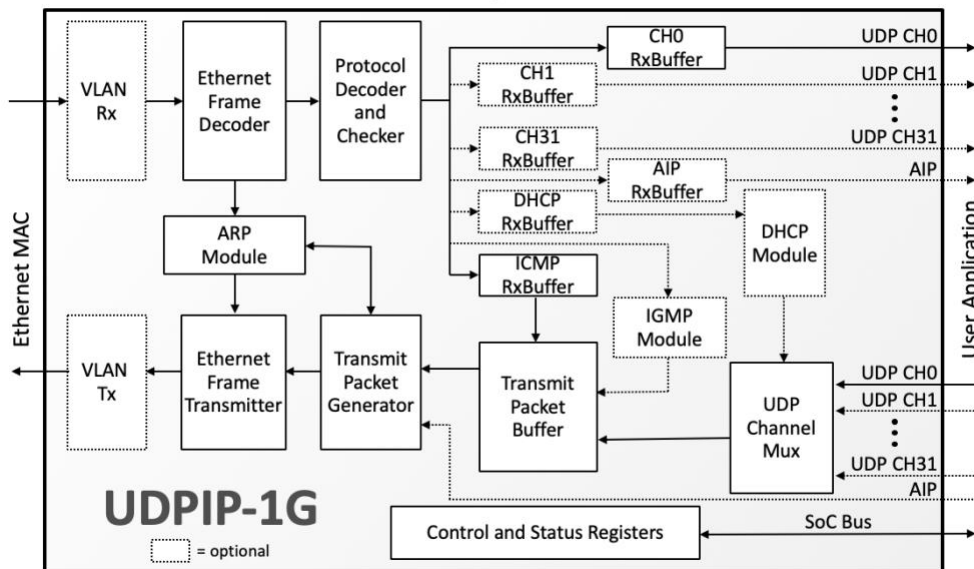 VLAN
Rx
Ethernet
Frame
Decoder
Protocol
Decoder
and
Checker
CH0
RxBuffer
UDP CH0
CH1
RxBuffer
UDP CH1
CH31
RxBuffer
UDP CH31
AIP
RxBuffer
AIP
DHCP
RxBuffer
DHCP
Module
ARP
Module
ICMP
RxBuffer
IGMP
Module
Ethernet MAC
User Application
VLAN
Tx
Ethernet
Frame
Transmitter
Transmit
Packet
Generator
Transmit
Packet
Buffer
UDP
Channel
Mux
UDP CH0
UDP CH1
UDP CH31
AIP
UDPIP-1G
= optional
Control and Status Registers
SoC Bus